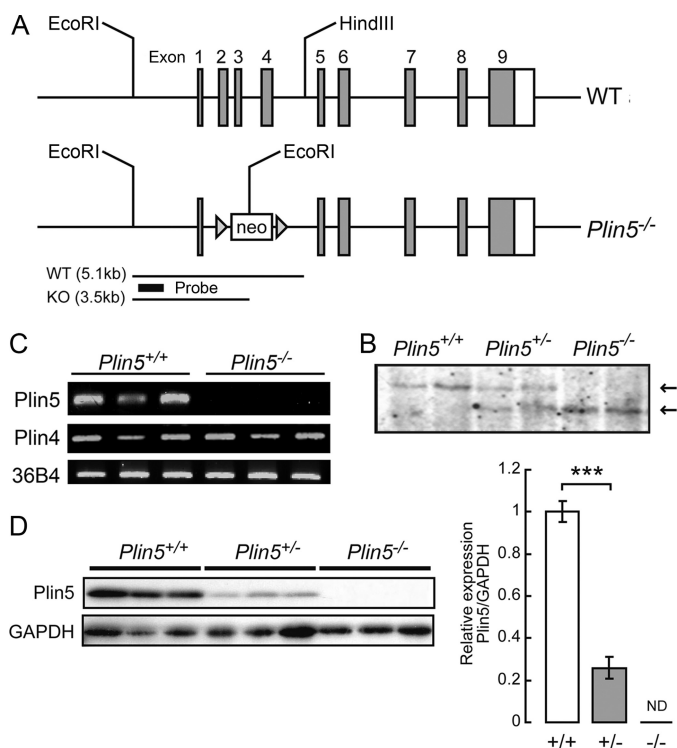 A
EcoRI HindIII
Exon 1 2 3 4 5 6 7 8 9
WT
EcoRI EcoRI
neo
Plin5-/-
WT (5.1kb)
Probe
KO (3.5kb)
C
Plin5+/+ Plin5-/-
Plin5
Plin4
36B4
B
Plin5+/+ Plin5+/- Plin5-/-
←
←
D
Plin5+/+ Plin5+/- Plin5-/-
Plin5
GAPDH
Relative expression
Plin5/GAPDH
1.2
1
0.8
0.6
0.4
0.2
0
***
ND
+/+ +/- -/-